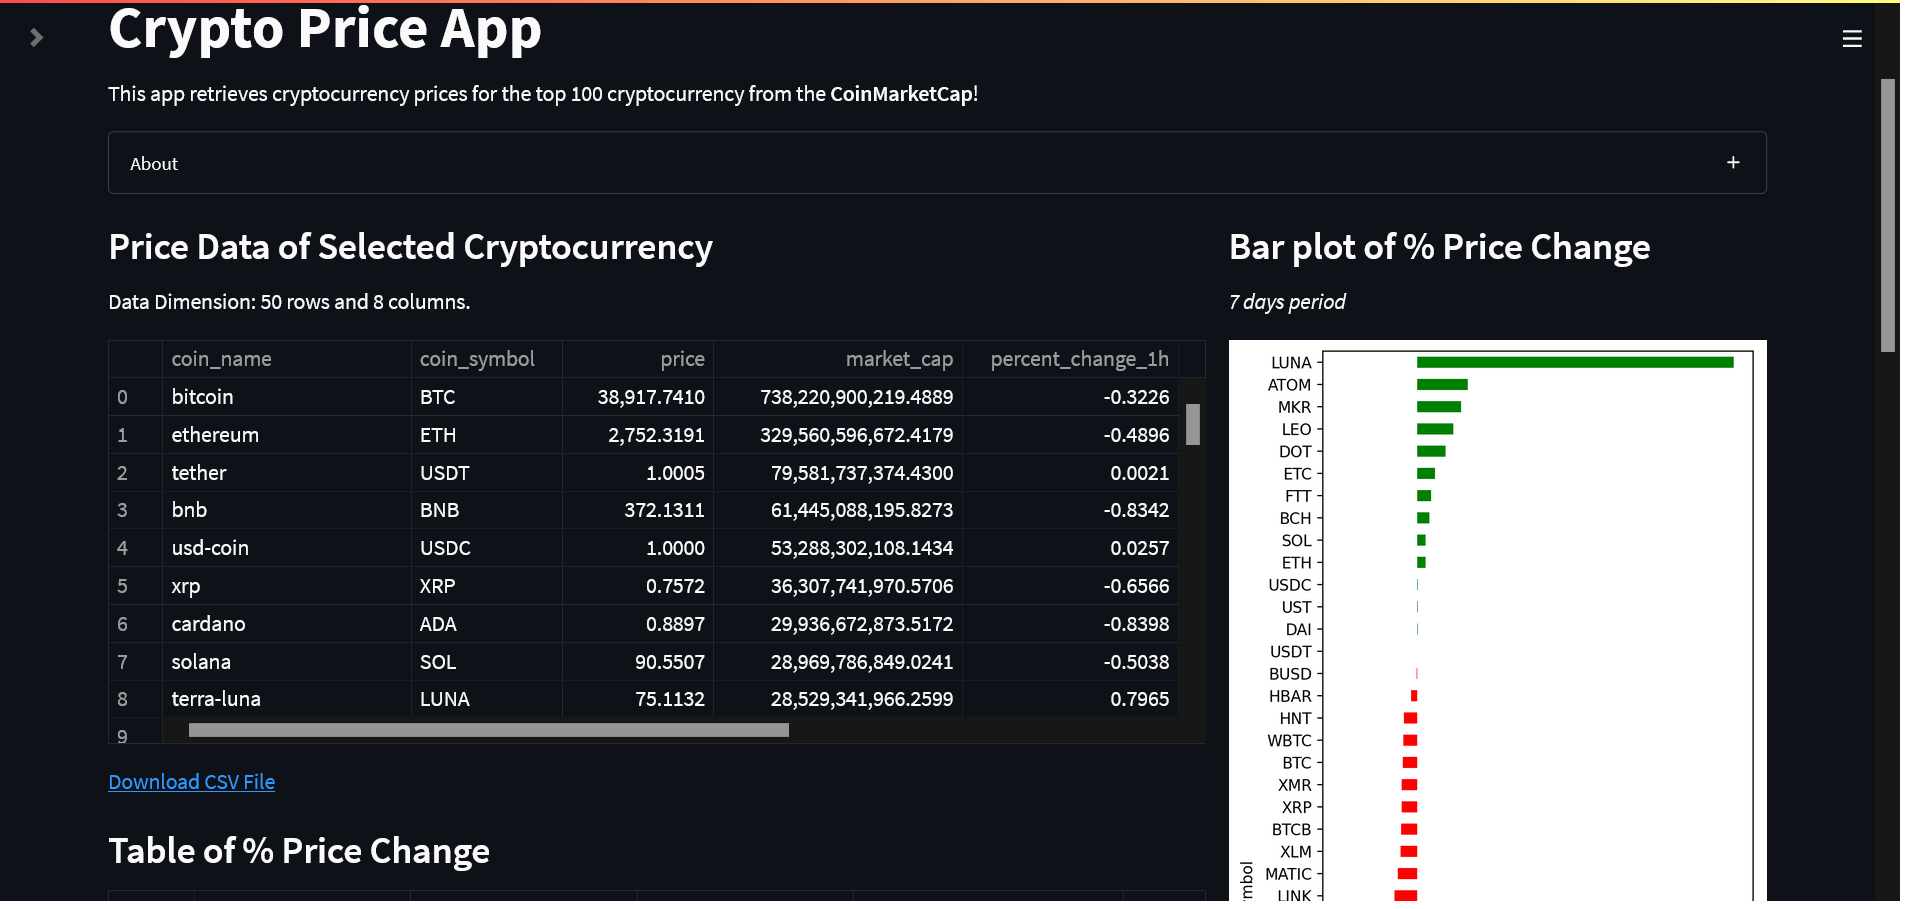 Crypto Price App
This app retrieves cryptocurrency prices for the top 100 cryptocurrency from the CoinMarketCap!
About
Price Data of Selected Cryptocurrency
Data Dimension: 50 rows and 8 columns.
coin_name coin_symbol price market_cap percent_change_1h
0 bitcoin BTC 38,917.7410 738,220,900,219.4889 -0.3226
1 ethereum ETH 2,752.3191 329,560,596,672.4179 -0.4896
2 tether USDT 1.0005 79,581,737,374.4300 0.0021
3 bnb BNB 372.1311 61,445,088,195.8273 -0.8342
4 usd-coin USDC 1.0000 53,288,302,108.1434 0.0257
5 xrp XRP 0.7572 36,307,741,970.5706 -0.6566
6 cardano ADA 0.8897 29,936,672,873.5172 -0.8398
7 solana SOL 90.5507 28,969,786,849.0241 -0.5038
8 terra-luna LUNA 75.1132 28,529,341,966.2599 0.7965
9
Download CSV File
Table of % Price Change
Bar plot of % Price Change
7 days period
LUNA
ATOM
MKR
LEO
DOT
ETC
FTT
BCH
SOL
ETH
USDC
UST
DAI
USDT
BUSD
HBAR
HNT
WBTC
BTC
XMR
XRP
BTCB
XLM
MATIC
LINK
mbol